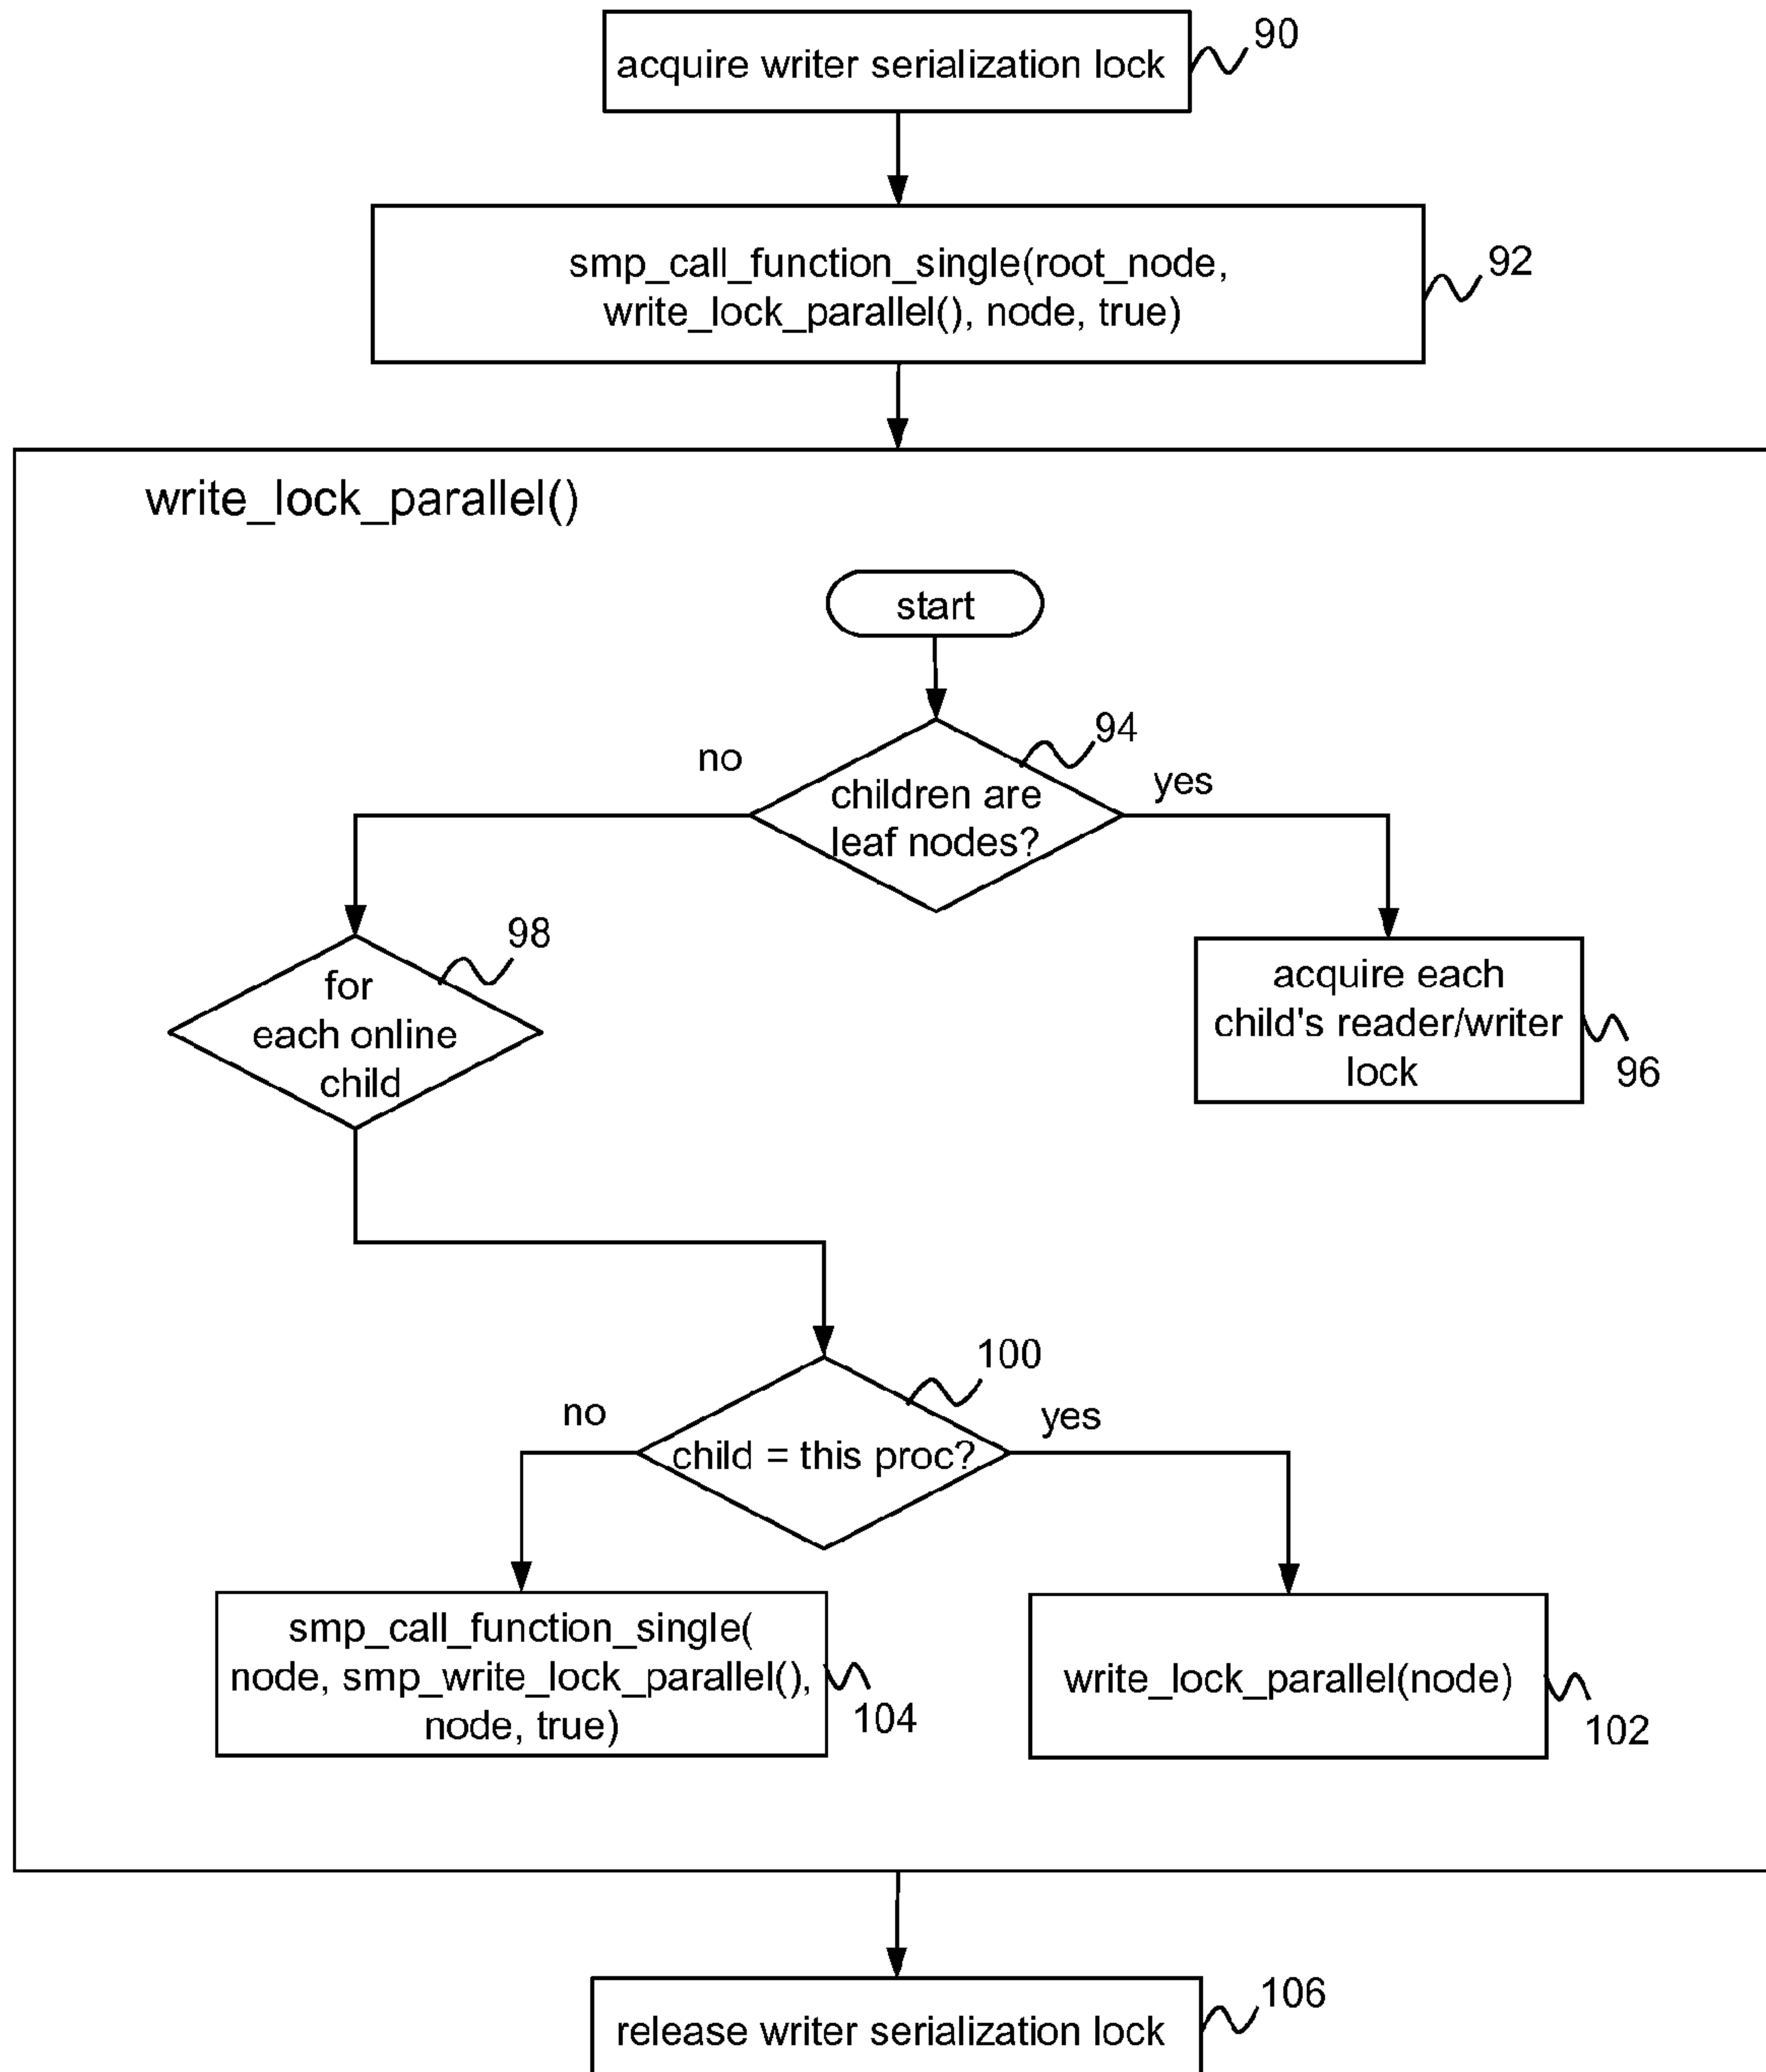 acquire writer serialization lock
90
smp_call_function_single(root_node,
write_lock_parallel(), node, true)
92
write_lock_parallel()
start
94
no
yes
children are
leaf nodes?
98
for
each online
child
acquire each
child's reader/writer
lock
96
100
no
yes
child = this proc?
smp_call_function_single(
node, smp_write_lock_parallel(),
node, true)
104
write_lock_parallel(node)
102
release writer serialization lock
106